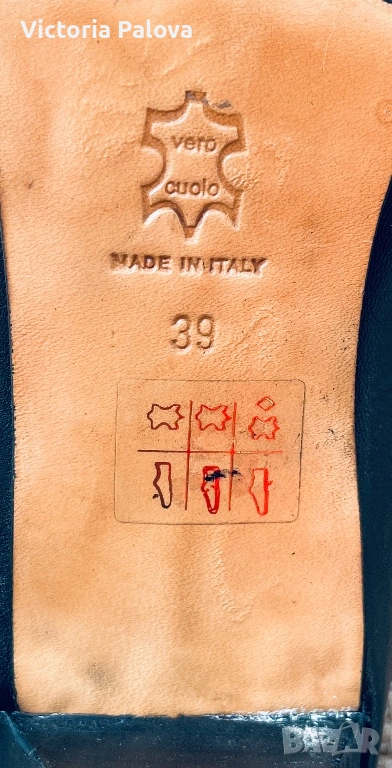 Victoria Palova
vero
cuoio
MADE IN ITALY
39
BAZAR